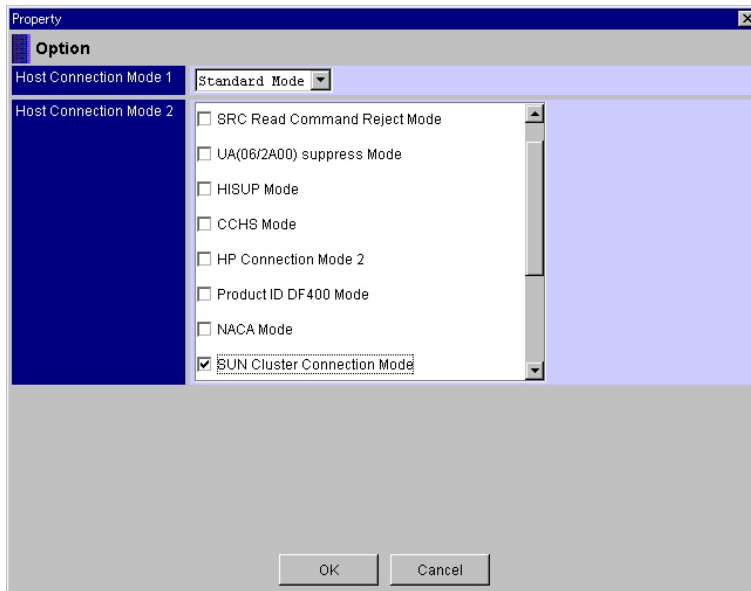 Property
Option
Host Connection Mode 1
Standard Mode
Host Connection Mode 2
SRC Read Command Reject Mode
UA(06/2A00) suppress Mode
HISUP Mode
CCHS Mode
HP Connection Mode 2
Product ID DF400 Mode
NACA Mode
SUN Cluster Connection Mode
OK
Cancel